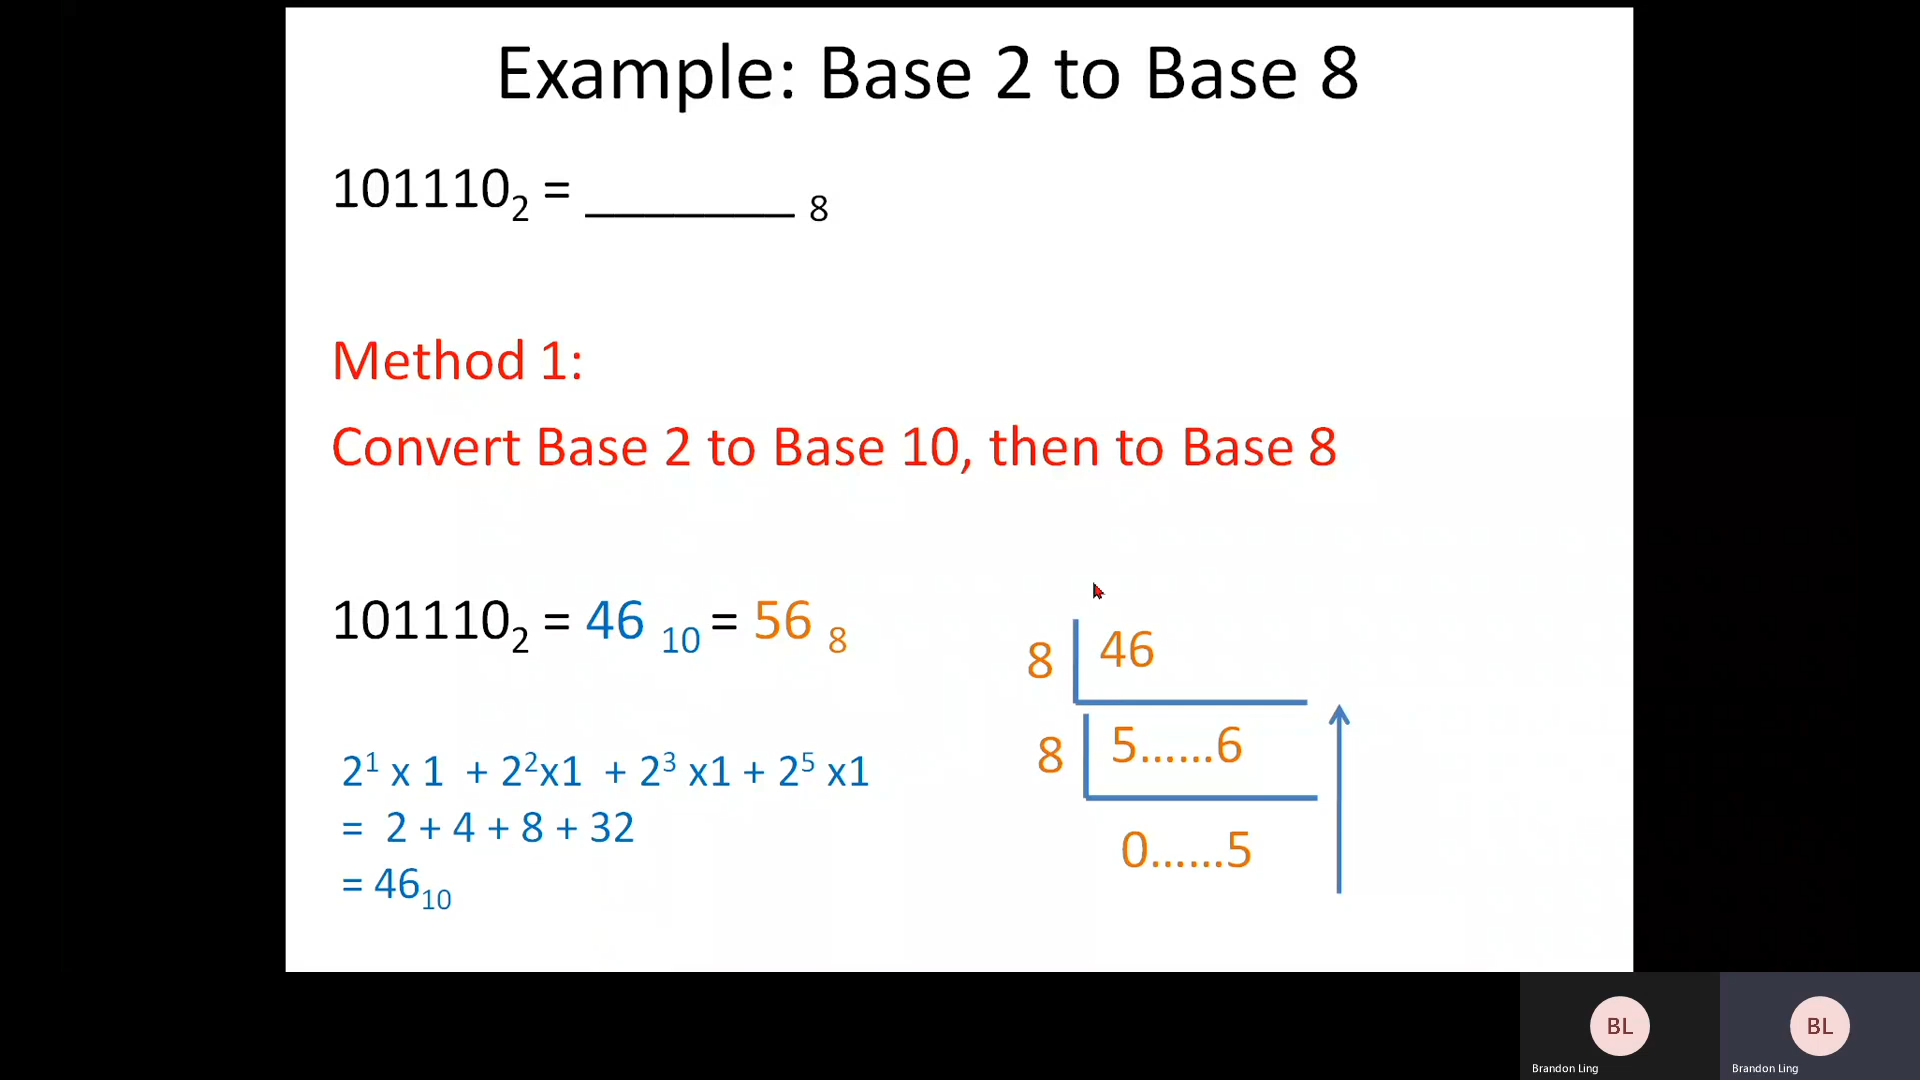 Example: Base 2 to Base 8
101110₂ = ________ ₈
Method 1:
Convert Base 2 to Base 10, then to Base 8
101110₂ = 46 ₁₀ = 56 ₈
8 46
8 5......6
0......5
2¹ x 1 + 2²x1 + 2³ x1 + 2⁵ x1
= 2 + 4 + 8 + 32
= 46₁₀
BL
Brandon Ling
BL
Brandon Ling